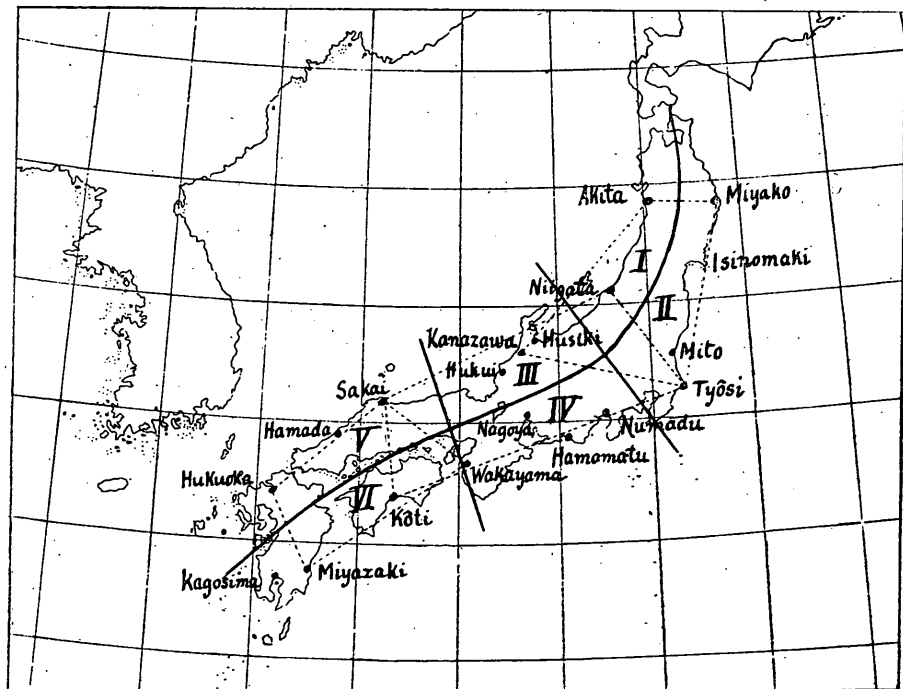 Akita
Miyako
I
Isinomaki
Niigata
II
Kanazawa
Husiki
Mito
Hukui
III
Sakai
Tyôsi
Hamada
V
Nagoya
IV
Numadu
Hamamatu
Hukuoka
Wakayama
VI
Kôti
Kagosima
Miyazaki